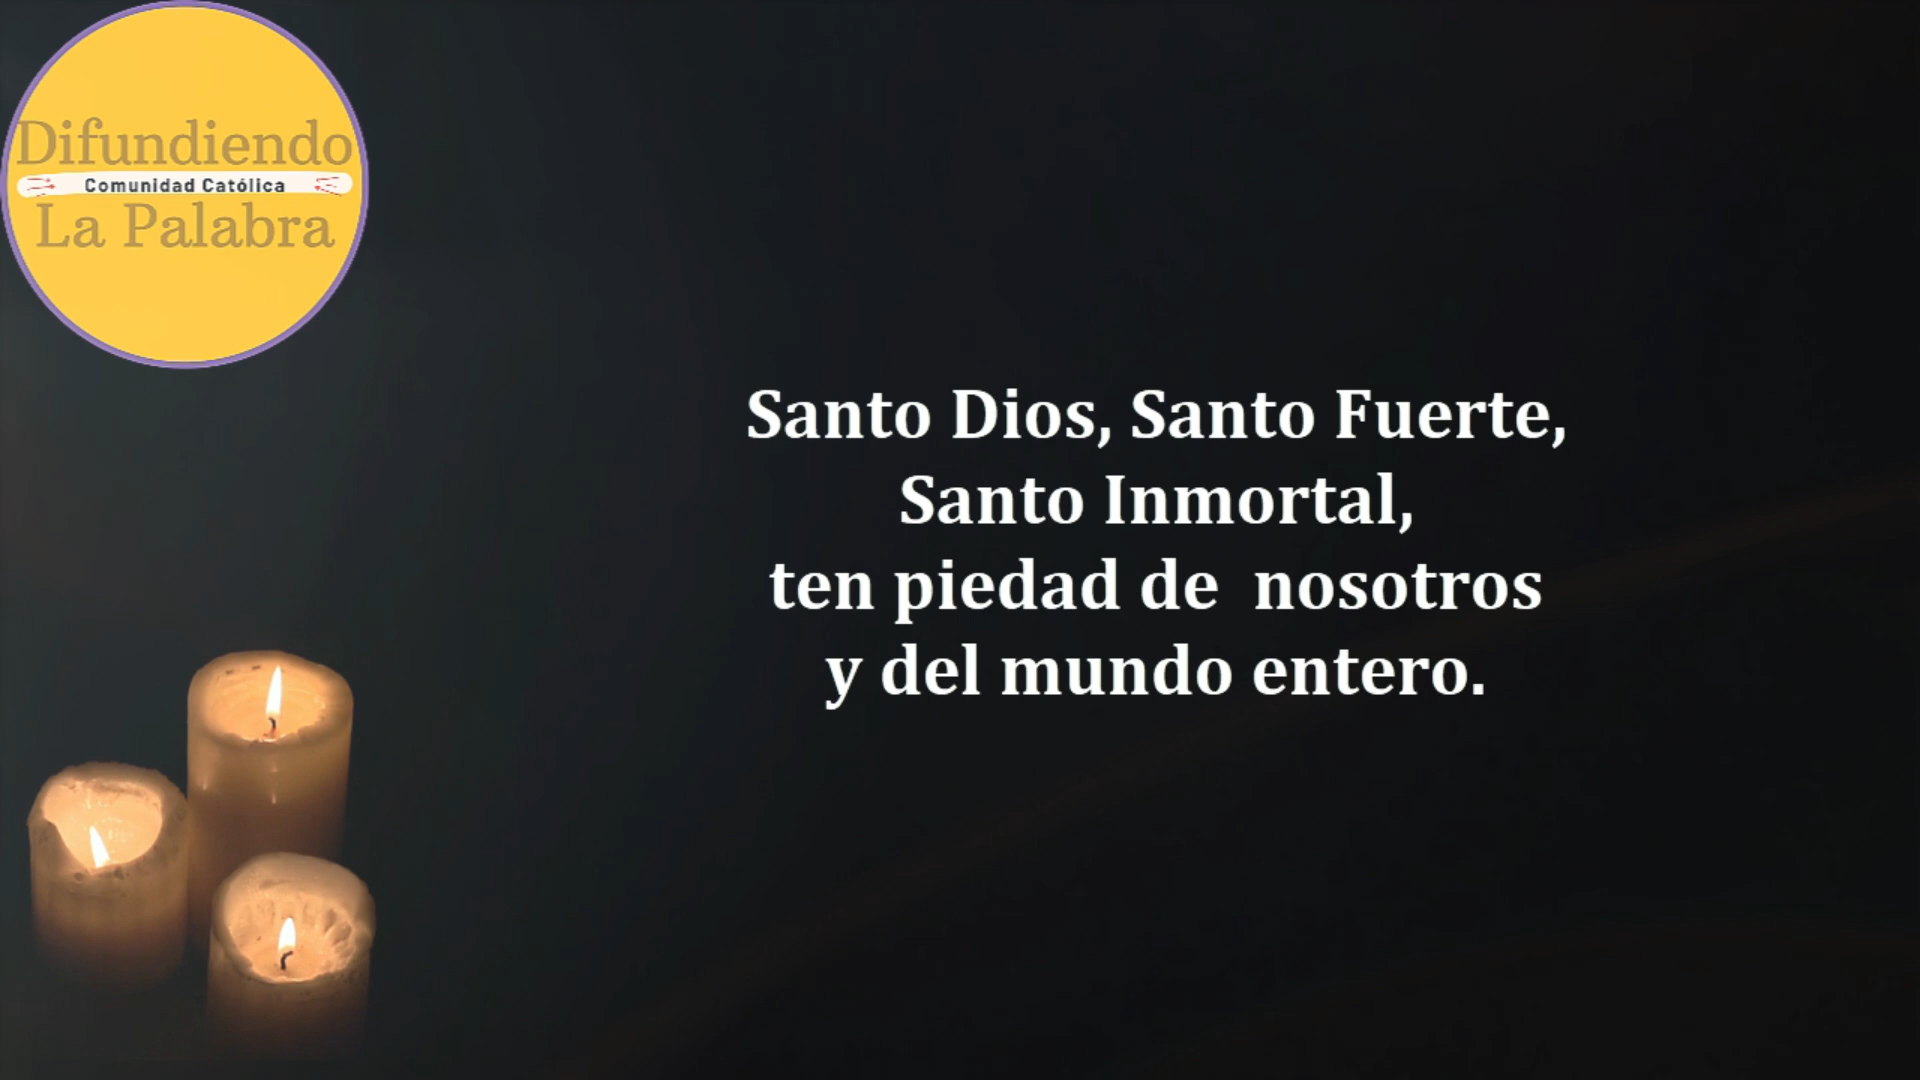 Difundiendo
Comunidad Católica
La Palabra
Santo Dios, Santo Fuerte,
Santo Inmortal,
ten piedad de  nosotros
y del mundo entero.